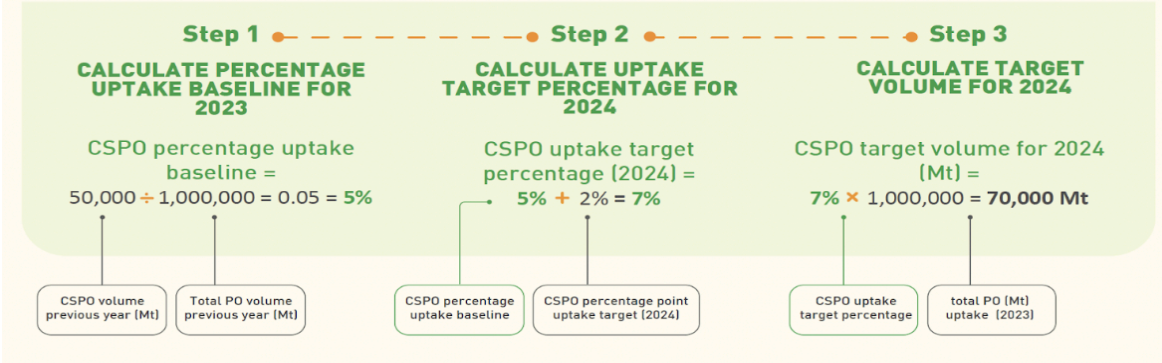 Step 1
CALCULATE PERCENTAGE
UPTAKE BASELINE FOR
2023
CSPO percentage uptake
baseline =
50,000 ÷ 1,000,000 = 0.05 = 5%
CSPO volume
previous year (Mt)
Total PO volume
previous year (Mt)
Step 2
CALCULATE UPTAKE
TARGET PERCENTAGE FOR
2024
CSPO uptake target
percentage (2024) =
5% + 2% = 7%
CSPO percentage
uptake baseline
CSPO percentage point
uptake target (2024)
Step 3
CALCULATE TARGET
VOLUME FOR 2024
CSPO target volume for 2024
(Mt) =
7% × 1,000,000 = 70,000 Mt
CSPO uptake
target percentage
total PO (Mt)
uptake (2023)